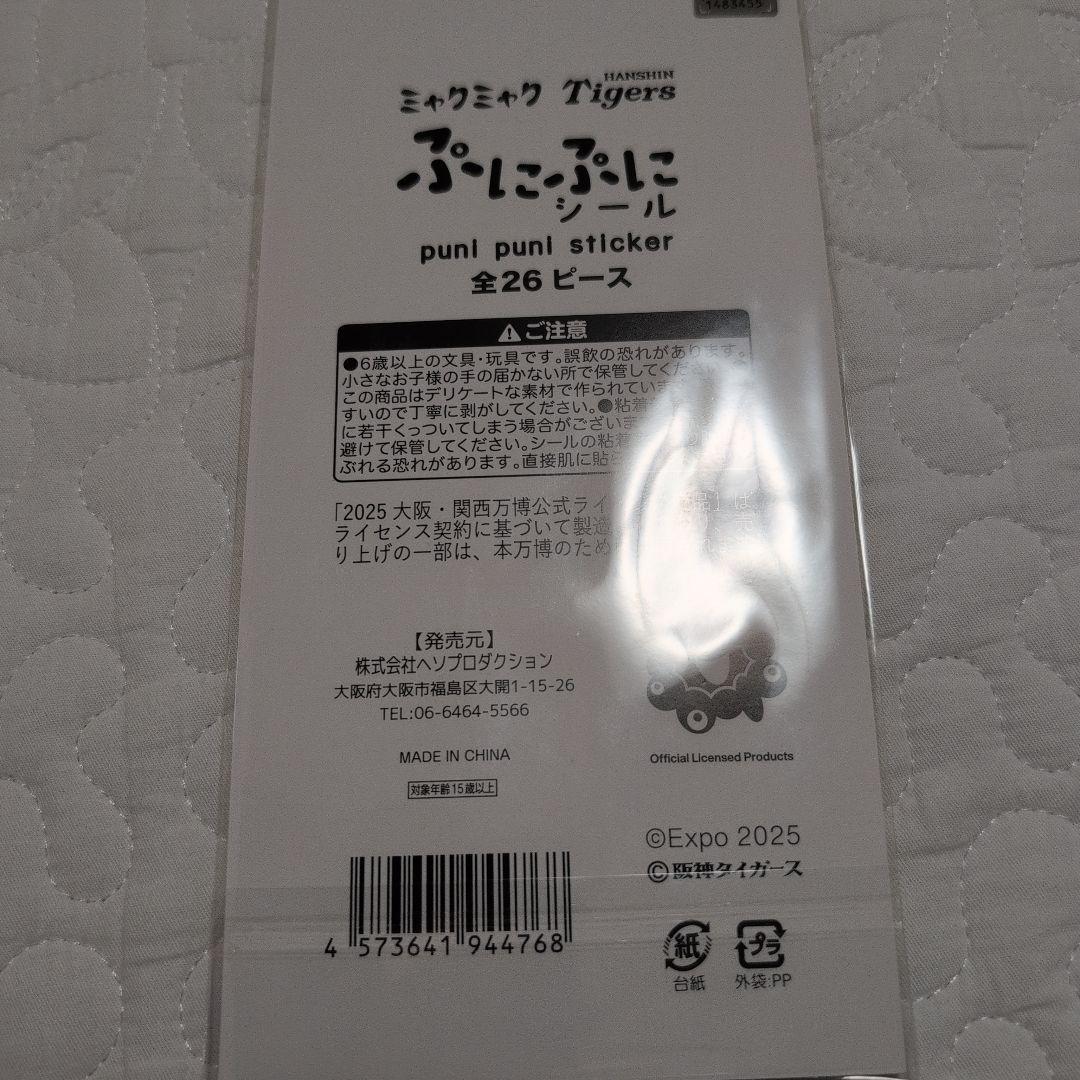 1483455
ミャクミャク HANSHIN Tigers
ぷにぷに
シール
puni puni sticker
全26ピース
ご注意
●6歳以上の文具・玩具です。誤飲の恐れがあります。
小さなお子様の手の届かない所で保管してくだ
この商品はデリケートな素材で作られていま
すいので丁寧に剥がしてください。●粘着
に若干くっついてしまう場合がございま
避けて保管してください。シールの粘着
ぶれる恐れがあります。直接肌に貼ら
「2025 大阪・関西万博公式ライ 品」は、
ライセンス契約に基づいて製造 売
り上げの一部は、本万博のため
【発売元】
株式会社ヘソプロダクション
大阪府大阪市福島区大開1-15-26
TEL:06-6464-5566
MADE IN CHINA
対象年齢15歳以上
Official Licensed Products
©Expo 2025
©阪神タイガース
4 573641 944768
紙 プラ
台紙 外袋:PP